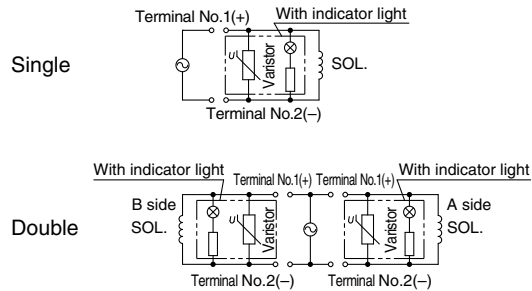 Terminal No.1(+)
With indicator light
Single
U
Varistor
SOL.
Terminal No.2(–)
With indicator light
Terminal No.1(+)
Terminal No.1(+)
With indicator light
B side
SOL.
U
Varistor
U
Varistor
A side
SOL.
Double
Terminal No.2(–)
Terminal No.2(–)